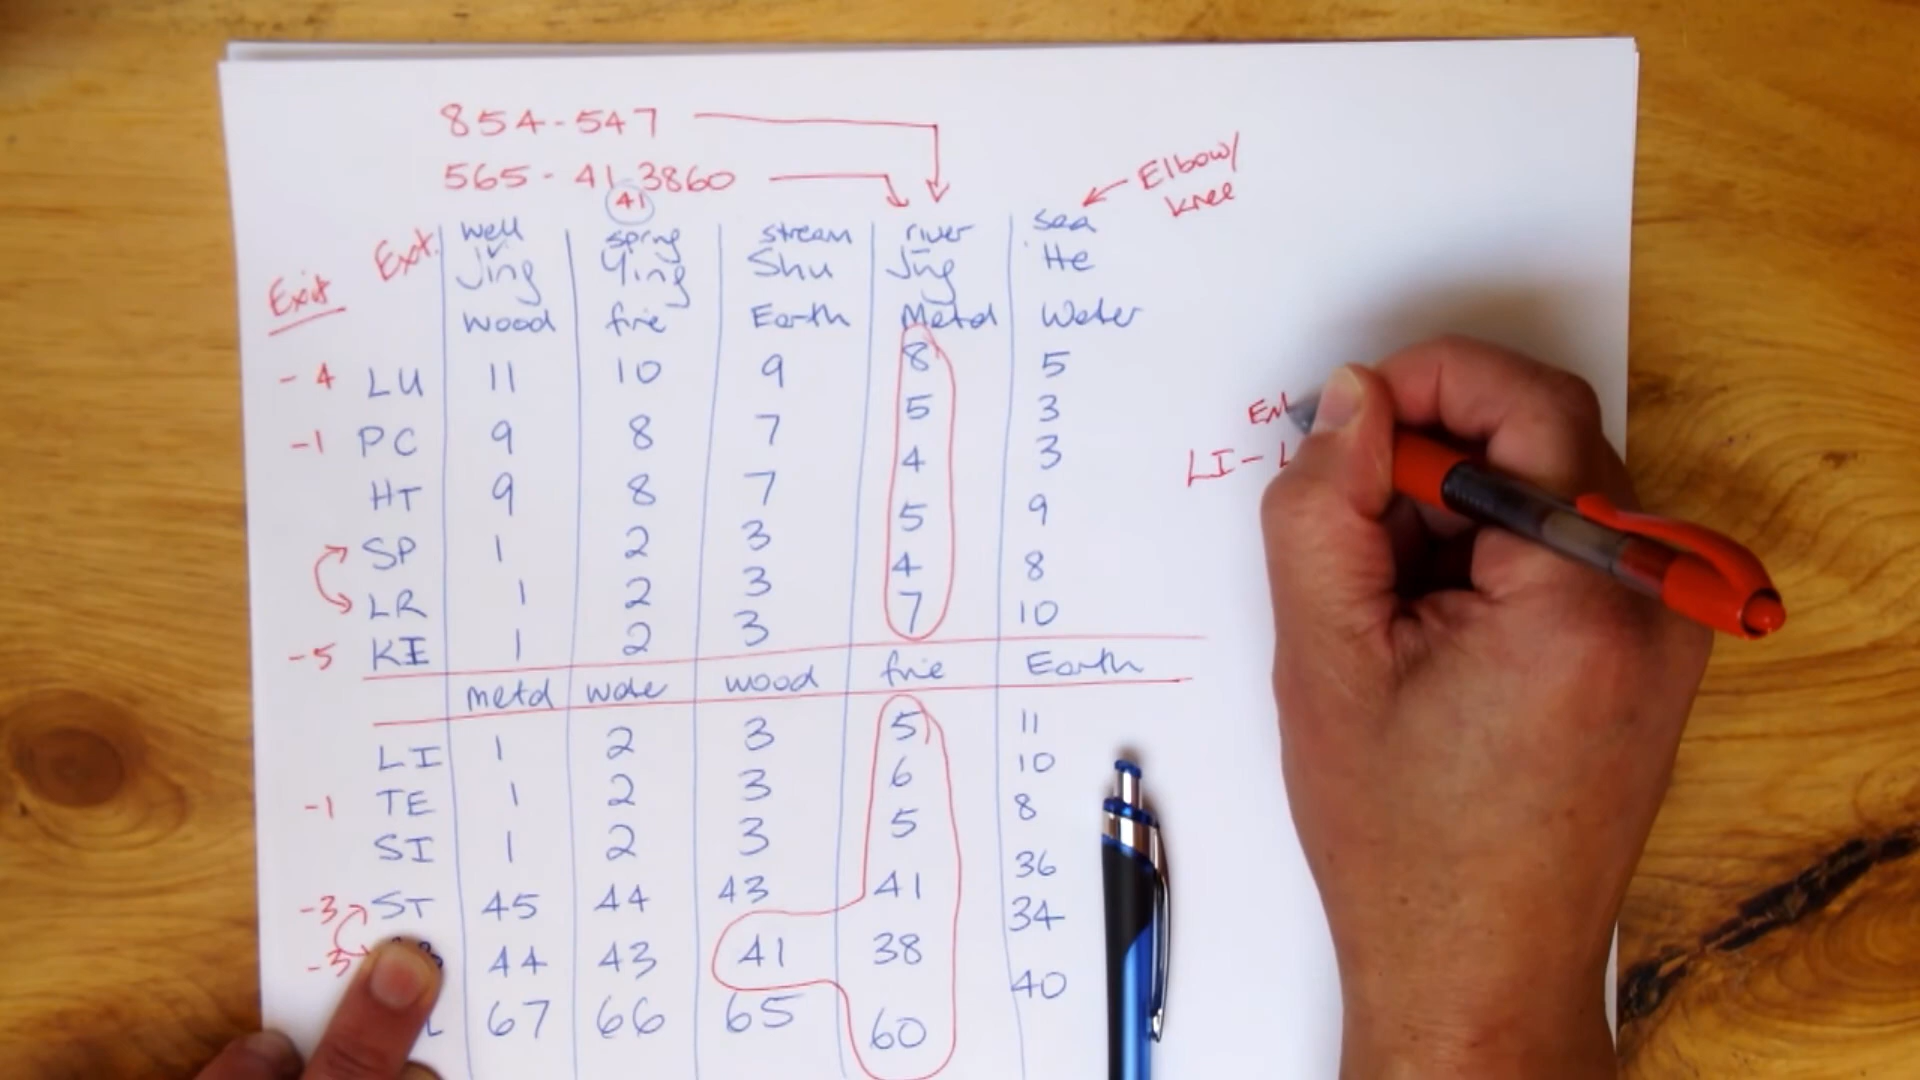 854-547
565-41 3860
41
Elbow/
Knee
Exit Ext. well spring stream river sea
Jing Ying Shu Jing He
Wood fire Earth Metal Water
-4 LU 11 10 9 8 5
-1 PC 9 8 7 5 3
HT 9 8 7 4 3
SP 1 2 3 5 9
LR 1 2 3 4 8
-5 KI 1 2 3 7 10
metal water wood fire Earth
LI 1 2 3 5 11
-1 TE 1 2 3 6 10
SI 1 2 3 5 8
-3 ST 45 44 43 41 36
-3 44 43 41 38 34
67 66 65 60 40
LI-